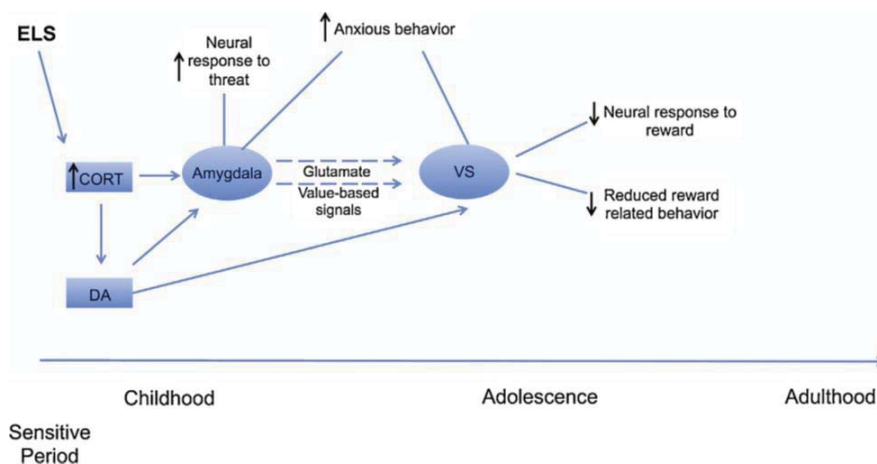 ELS
Neural
response to
threat
Anxious behavior
CORT
Amygdala
Glutamate
Value-based
signals
VS
Neural response to
reward
Reduced reward
related behavior
DA
Childhood
Adolescence
Adulthood
Sensitive
Period